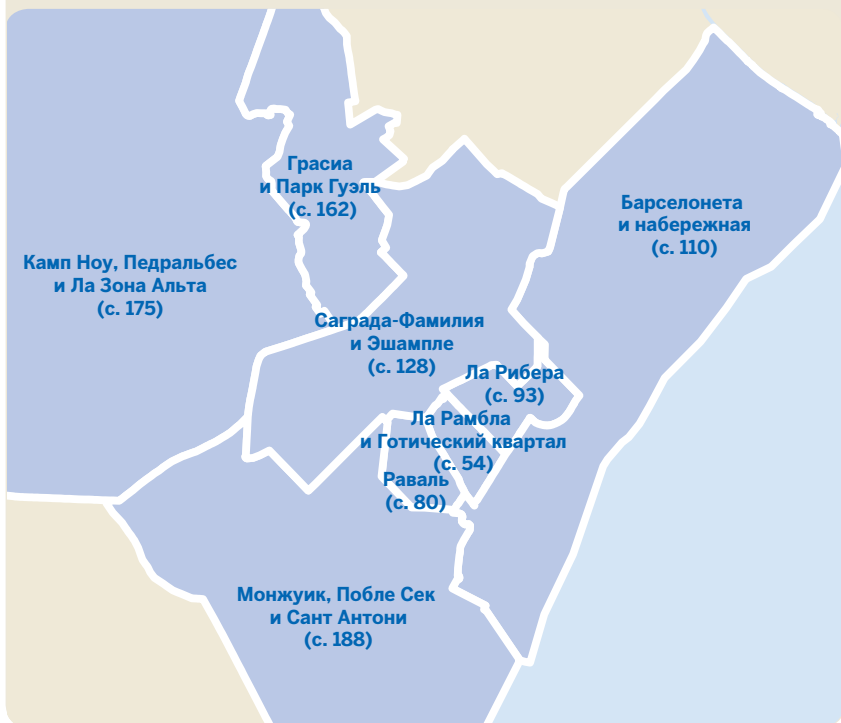 Грасиа
и Парк Гуэль
(с. 162)
Барселонета
и набережная
(с. 110)
Камп Ноу, Педральбес
и Ла Зона Альта
(с. 175)
Саграда-Фамилия
и Эшампле
(с. 128)
Ла Рибера
(с. 93)
Ла Рамбла
и Готический квартал
(с. 54)
Раваль
(с. 80)
Монжуик, Побле Сек
и Сант Антони
(с. 188)